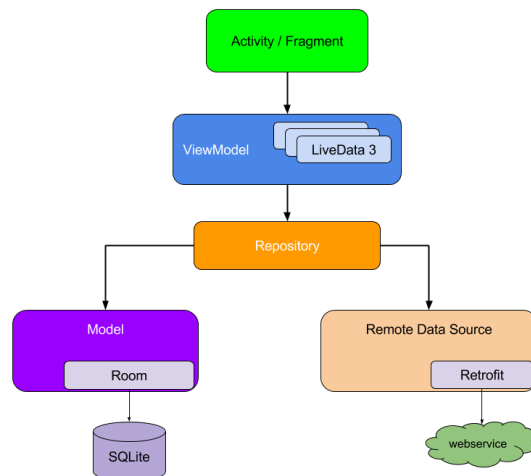 Activity / Fragment
ViewModel
LiveData 3
Repository
Model
Remote Data Source
Room
Retrofit
SQLite
webservice